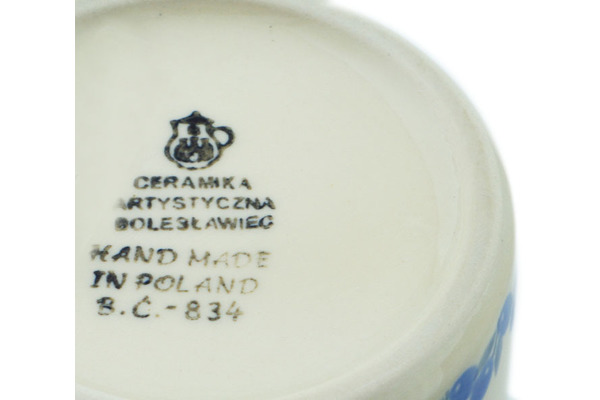 CERAMIKA
ARTYSTYCZNA
BOLESŁAWIEC
HAND MADE
IN POLAND
B.Ć.-834